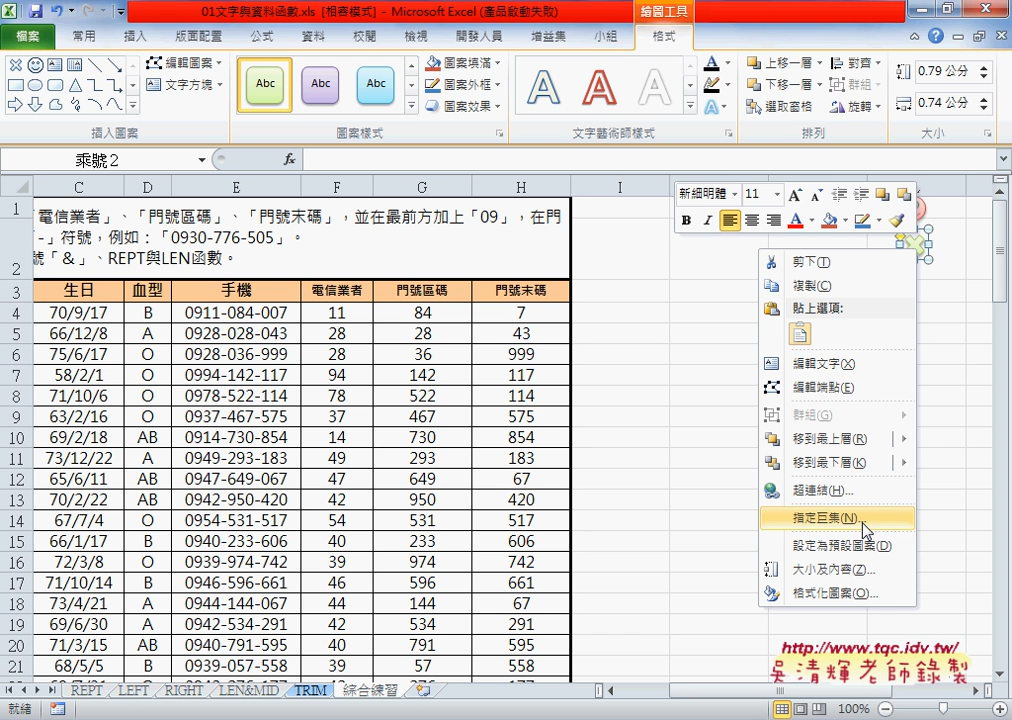 01文字與資料函數.xls [相容模式] - Microsoft Excel (產品啟動失敗)
繪圖工具
檔案 常用 插入 版面配置 公式 資料 校閱 檢視 開發人員 增益集 小組 格式
編輯圖案
文字方塊
插入圖案
Abc Abc Abc
圖案填滿
圖案外框
圖案效果
圖案樣式
A A A
文字藝術師樣式
上移一層
下移一層
選取窗格
對齊
群組
旋轉
排列
0.79 公分
0.74 公分
大小
乘號2
fx
新細明體 11
B I
C D E F G H I
1 「電信業者」、「門號區碼」、「門號末碼」，並在最前方加上「09」，在門
-」符號，例如：「0930-776-505」。
2 號「&」、REPT與LEN函數。
3 生日 血型 手機 電信業者 門號區碼 門號末碼
4 70/9/17 B 0911-084-007 11 84 7
5 66/12/8 A 0928-028-043 28 28 43
6 75/6/17 O 0928-036-999 28 36 999
7 58/2/1 O 0994-142-117 94 142 117
8 71/10/6 O 0978-522-114 78 522 114
9 63/2/16 O 0937-467-575 37 467 575
10 69/2/18 AB 0914-730-854 14 730 854
11 73/12/22 A 0949-293-183 49 293 183
12 65/6/11 AB 0947-649-067 47 649 67
13 70/2/22 AB 0942-950-420 42 950 420
14 67/7/4 O 0954-531-517 54 531 517
15 66/1/17 B 0940-233-606 40 233 606
16 72/3/8 O 0939-974-742 39 974 742
17 71/10/14 B 0946-596-661 46 596 661
18 73/4/21 A 0944-144-067 44 144 67
19 69/6/30 A 0942-534-291 42 534 291
20 71/3/15 AB 0940-791-595 40 791 595
21 68/5/5 B 0939-057-558 39 57 558
剪下(T)
複製(C)
貼上選項:
編輯文字(X)
編輯端點(E)
群組(G)
移到最上層(R)
移到最下層(K)
超連結(H)...
指定巨集(N)...
設定為預設圖案(D)
大小及內容(Z)...
格式化圖案(O)...
http://www.tqc.idv.tw/
吳清輝老師錄製
REPT LEFT RIGHT LEN&MID TRIM 綜合練習
就緒
100%